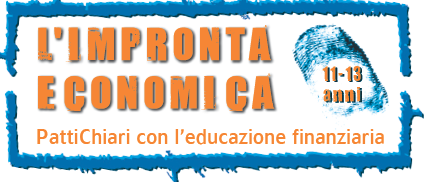 L'IMPRONTA
ECONOMICA
11-13
anni
PattiChiari con l'educazione finanziaria